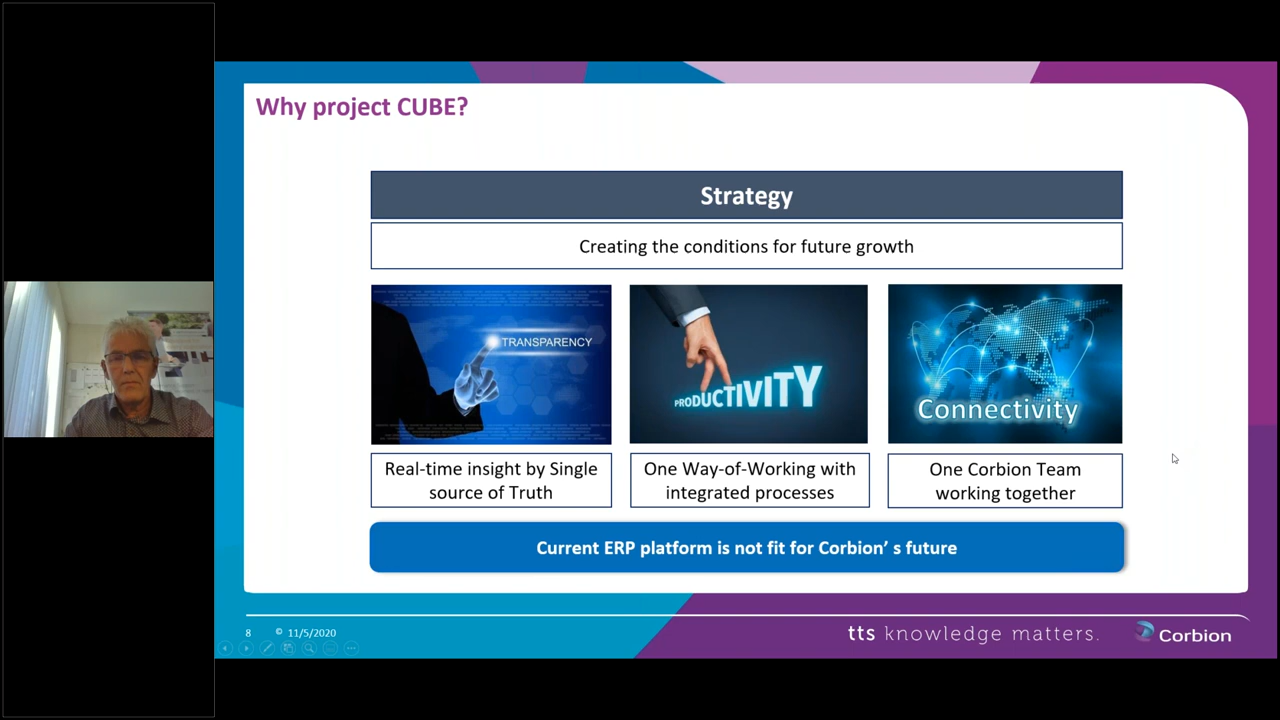 Why project CUBE?
Strategy
Creating the conditions for future growth
TRANSPARENCY
PRODUCTIVITY
Connectivity
Real-time insight by Single
source of Truth
One Way-of-Working with
integrated processes
One Corbion Team
working together
Current ERP platform is not fit for Corbion' s future
8 © 11/5/2020
tts knowledge matters.
Corbion